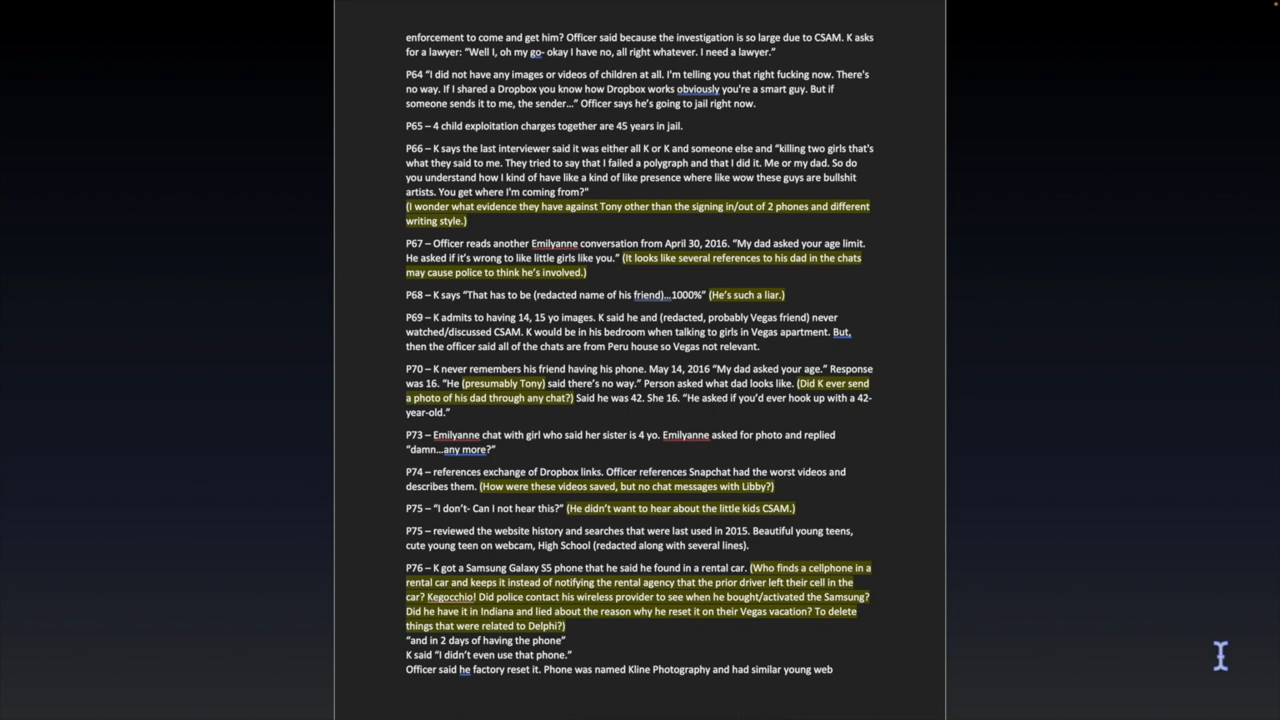 enforcement to come and get him? Officer said because the investigation is so large due to CSAM. K asks
for a lawyer: “Well I, oh my go- okay I have no, all right whatever. I need a lawyer.”
P64 “I did not have any images or videos of children at all. I'm telling you that right fucking now. There's
no way. If I shared a Dropbox you know how Dropbox works obviously you're a smart guy. But if
someone sends it to me, the sender…” Officer says he’s going to jail right now.
P65 – 4 child exploitation charges together are 45 years in jail.
P66 – K says the last interviewer said it was either all K or K and someone else and “killing two girls that's
what they said to me. They tried to say that I failed a polygraph and that I did it. Me or my dad. So do
you understand how I kind of have like a kind of like presence where like wow these guys are bullshit
artists. You get where I'm coming from?”
(I wonder what evidence they have against Tony other than the signing in/out of 2 phones and different
writing style.)
P67 – Officer reads another Emilyanne conversation from April 30, 2016. “My dad asked your age limit.
He asked if it’s wrong to like little girls like you.” (It looks like several references to his dad in the chats
may cause police to think he’s involved.)
P68 – K says “That has to be (redacted name of his friend)…1000%” (He’s such a liar.)
P69 – K admits to having 14, 15 yo images. K said he and (redacted, probably Vegas friend) never
watched/discussed CSAM. K would be in his bedroom when talking to girls in Vegas apartment. But,
then the officer said all of the chats are from Peru house so Vegas not relevant.
P70 – K never remembers his friend having his phone. May 14, 2016 “My dad asked your age.” Response
was 16. “He (presumably Tony) said there’s no way.” Person asked what dad looks like. (Did K ever send
a photo of his dad through any chat?) Said he was 42. She 16. “He asked if you’d ever hook up with a 42-
year-old.”
P73 – Emilyanne chat with girl who said her sister is 4 yo. Emilyanne asked for photo and replied
“damn…any more?”
P74 – references exchange of Dropbox links. Officer references Snapchat had the worst videos and
describes them. (How were these videos saved, but no chat messages with Libby?)
P75 – “I don’t- Can I not hear this?” (He didn’t want to hear about the little kids CSAM.)
P75 – reviewed the website history and searches that were last used in 2015. Beautiful young teens,
cute young teen on webcam, High School (redacted along with several lines).
P76 – K got a Samsung Galaxy S5 phone that he said he found in a rental car. (Who finds a cellphone in a
rental car and keeps it instead of notifying the rental agency that the prior driver left their cell in the
car? Kegocchio! Did police contact his wireless provider to see when he bought/activated the Samsung?
Did he have it in Indiana and lied about the reason why he reset it on their Vegas vacation? To delete
things that were related to Delphi?)
“and in 2 days of having the phone”
K said “I didn’t even use that phone.”
Officer said he factory reset it. Phone was named Kline Photography and had similar young web